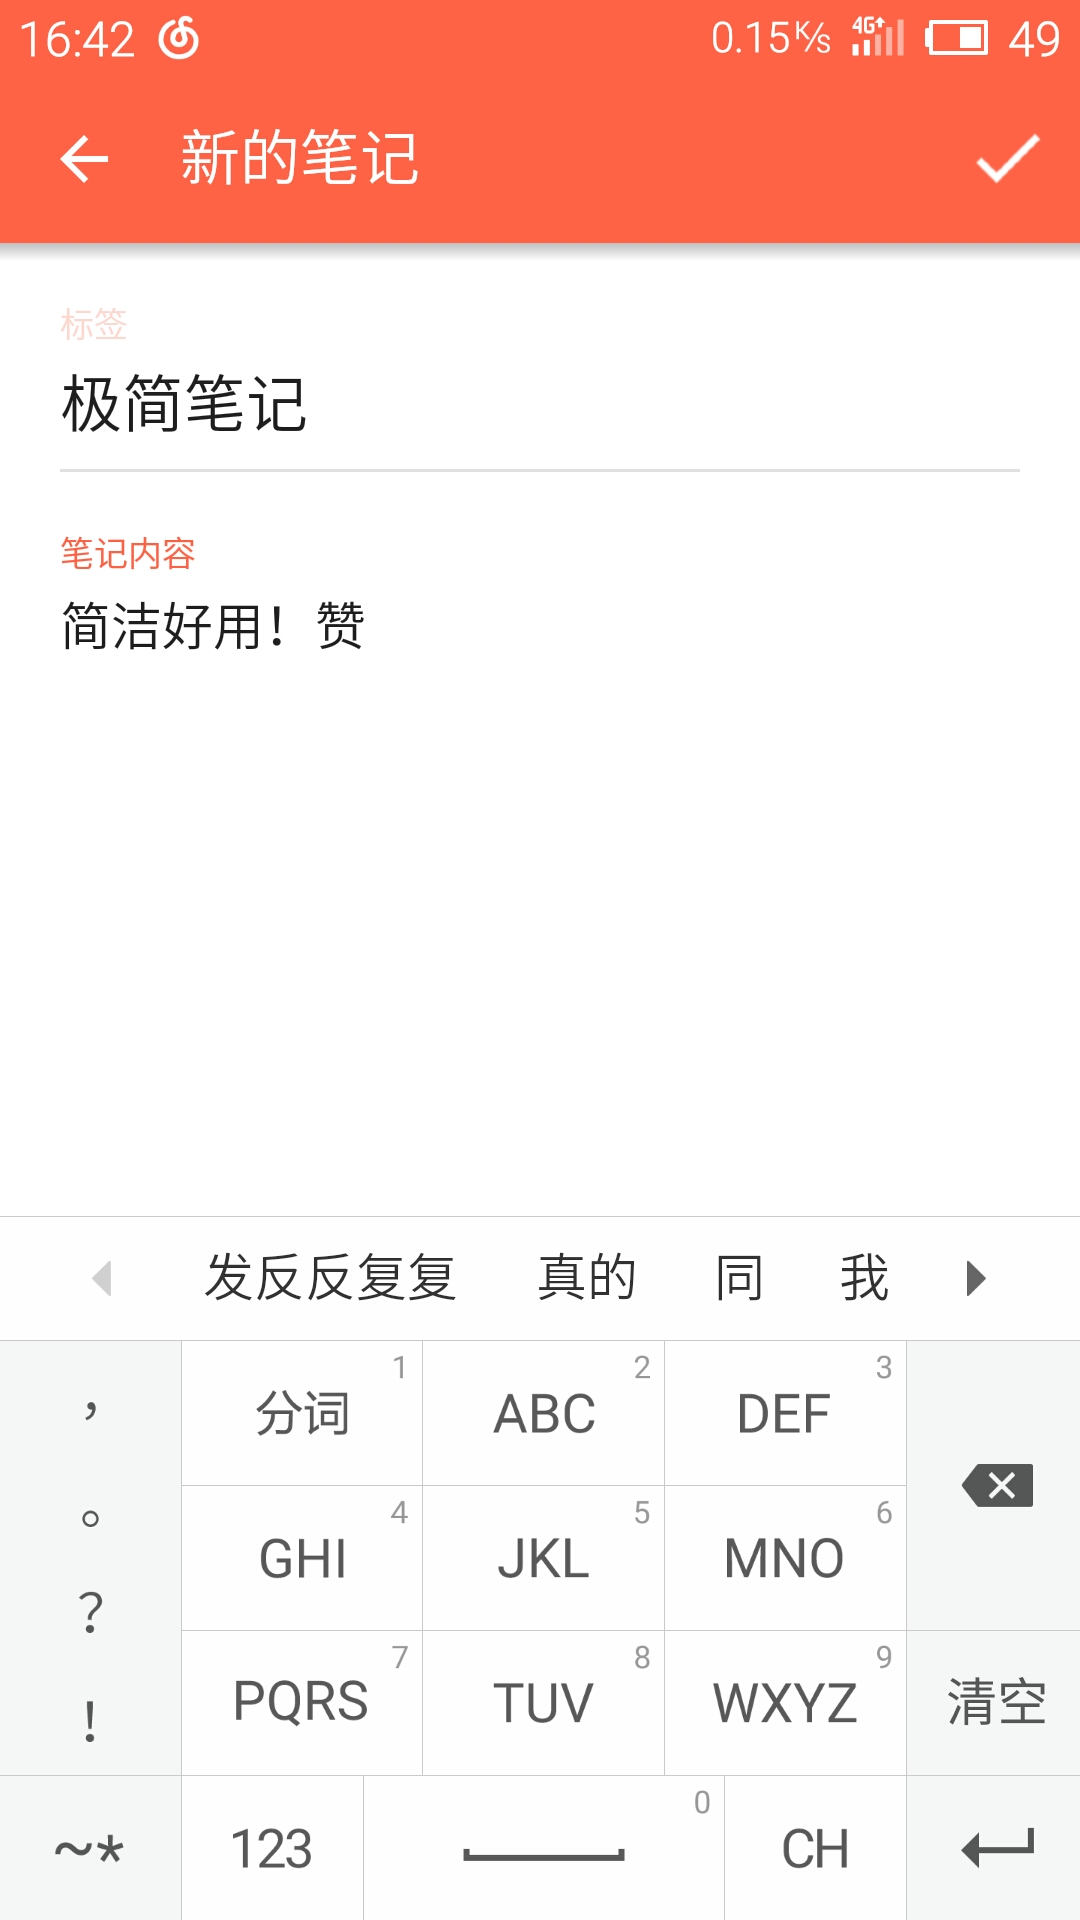 16:42 0.15K/s 4G 49
新的笔记
标签
极简笔记
笔记内容
简洁好用！赞
发反反复复 真的 同 我
， 分词 1 ABC 2 DEF 3
。 GHI 4 JKL 5 MNO 6
？ PQRS 7 TUV 8 WXYZ 9 清空
！
~* 123 0 CH